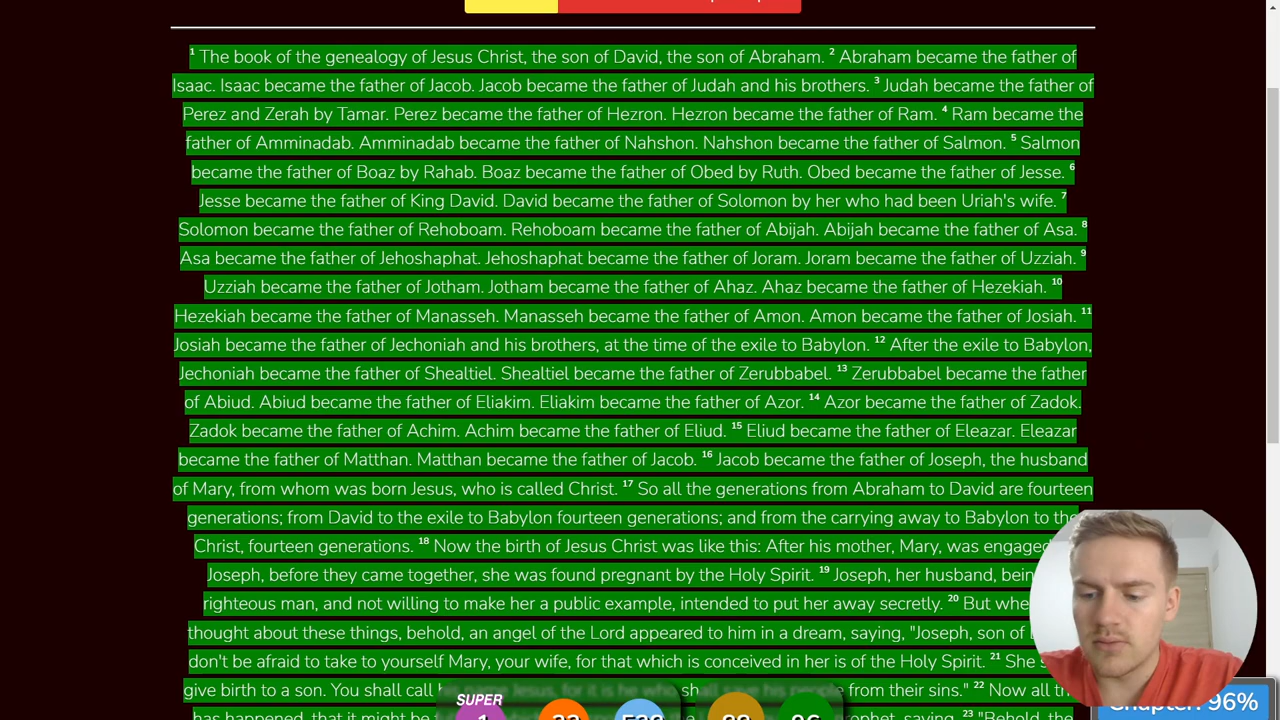 1 The book of the genealogy of Jesus Christ, the son of David, the son of Abraham. 2 Abraham became the father of
Isaac. Isaac became the father of Jacob. Jacob became the father of Judah and his brothers. 3 Judah became the father of
Perez and Zerah by Tamar. Perez became the father of Hezron. Hezron became the father of Ram. 4 Ram became the
father of Amminadab. Amminadab became the father of Nahshon. Nahshon became the father of Salmon. 5 Salmon
became the father of Boaz by Rahab. Boaz became the father of Obed by Ruth. Obed became the father of Jesse. 6
Jesse became the father of King David. David became the father of Solomon by her who had been Uriah's wife. 7
Solomon became the father of Rehoboam. Rehoboam became the father of Abijah. Abijah became the father of Asa. 8
Asa became the father of Jehoshaphat. Jehoshaphat became the father of Joram. Joram became the father of Uzziah. 9
Uzziah became the father of Jotham. Jotham became the father of Ahaz. Ahaz became the father of Hezekiah. 10
Hezekiah became the father of Manasseh. Manasseh became the father of Amon. Amon became the father of Josiah. 11
Josiah became the father of Jechoniah and his brothers, at the time of the exile to Babylon. 12 After the exile to Babylon,
Jechoniah became the father of Shealtiel. Shealtiel became the father of Zerubbabel. 13 Zerubbabel became the father
of Abiud. Abiud became the father of Eliakim. Eliakim became the father of Azor. 14 Azor became the father of Zadok.
Zadok became the father of Achim. Achim became the father of Eliud. 15 Eliud became the father of Eleazar. Eleazar
became the father of Matthan. Matthan became the father of Jacob. 16 Jacob became the father of Joseph, the husband
of Mary, from whom was born Jesus, who is called Christ. 17 So all the generations from Abraham to David are fourteen
generations; from David to the exile to Babylon fourteen generations; and from the carrying away to Babylon to the
Christ, fourteen generations. 18 Now the birth of Jesus Christ was like this: After his mother, Mary, was engaged
Joseph, before they came together, she was found pregnant by the Holy Spirit. 19 Joseph, her husband,
righteous man, and not willing to make her a public example, intended to put her away secretly. 20 But
thought about these things, behold, an angel of the Lord appeared to him in a dream, saying, "Joseph, son of
don't be afraid to take to yourself Mary, your wife, for that which is conceived in her is of the Holy Spirit. 21 She
give birth to a son. You shall call from their sins." 22 Now all
has happened, that it might be saying, 23 "Behold, the
SUPER
Chapter: 96%